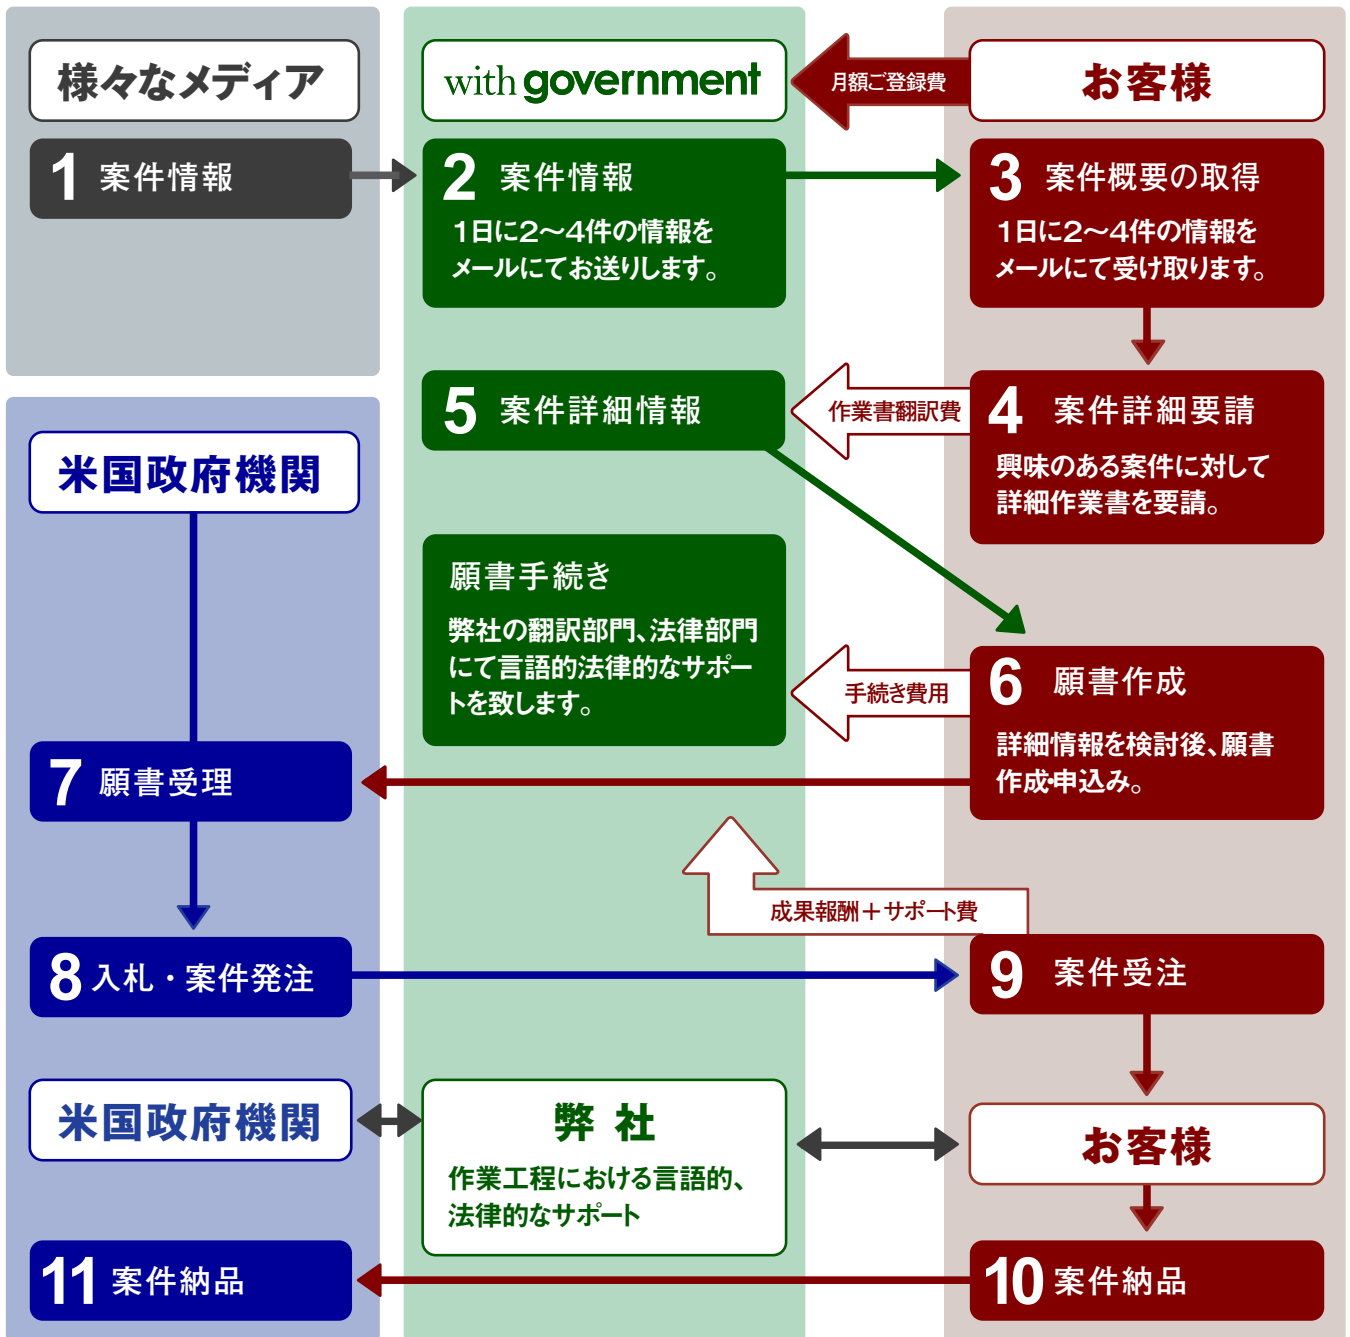 様々なメディア
with government
月額ご登録費
お客様
1 案件情報
2 案件情報
1日に2〜4件の情報を
メールにてお送りします。
3 案件概要の取得
1日に2〜4件の情報を
メールにて受け取ります。
5 案件詳細情報
作業書翻訳費
4 案件詳細要請
興味のある案件に対して
詳細作業書を要請。
米国政府機関
願書手続き
弊社の翻訳部門、法律部門
にて言語的法律的なサポー
トを致します。
手続き費用
6 願書作成
詳細情報を検討後、願書
作成・申込み。
7 願書受理
成果報酬＋サポート費
8 入札・案件発注
9 案件受注
米国政府機関
弊 社
作業工程における言語的、
法律的なサポート
お客様
11 案件納品
10 案件納品